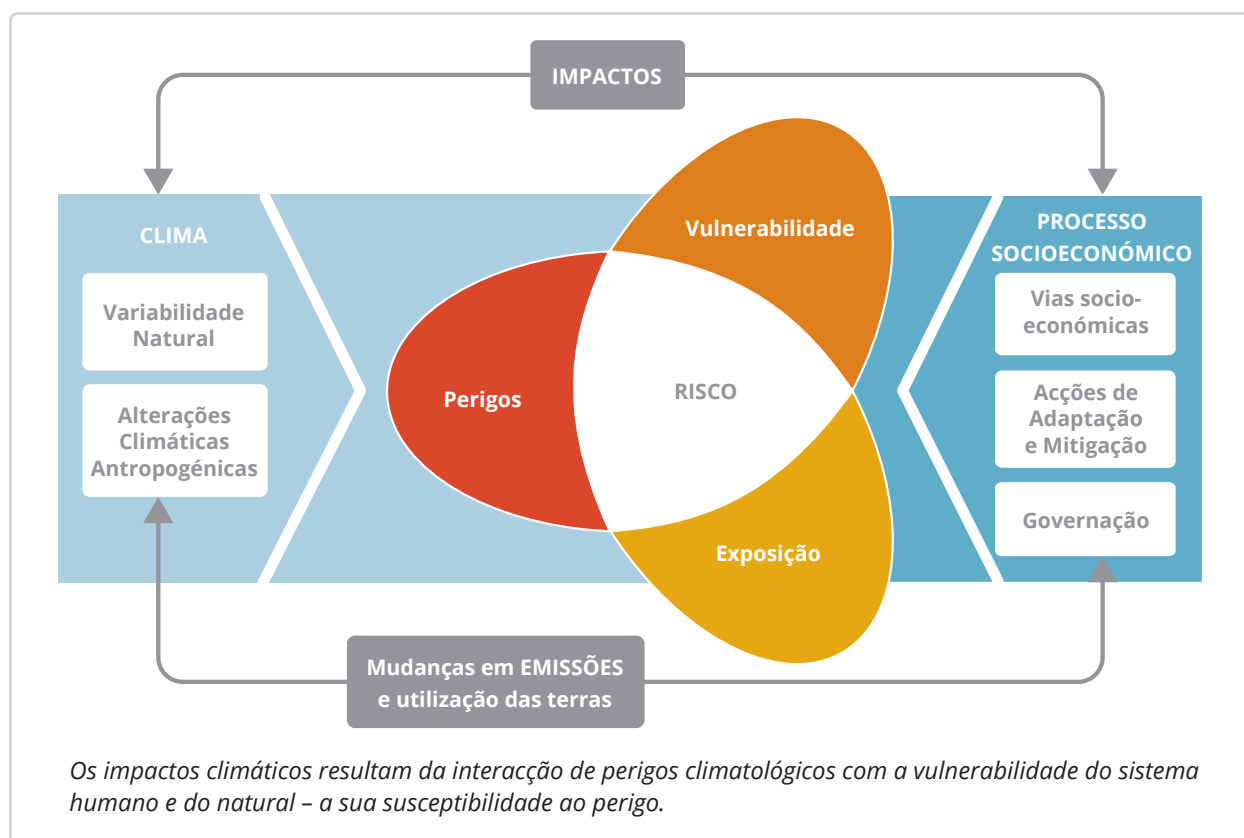 IMPACTOS
CLIMA
Variabilidade
Natural
Alterações
Climáticas
Antropogénicas
Perigos
Vulnerabilidade
RISCO
Exposição
PROCESSO
SOCIOECONÓMICO
Vias socio-
económicas
Acções de
Adaptação
e Mitigação
Governação
Mudanças em EMISSÕES
e utilização das terras
Os impactos climáticos resultam da interacção de perigos climatológicos com a vulnerabilidade do sistema
humano e do natural – a sua susceptibilidade ao perigo.